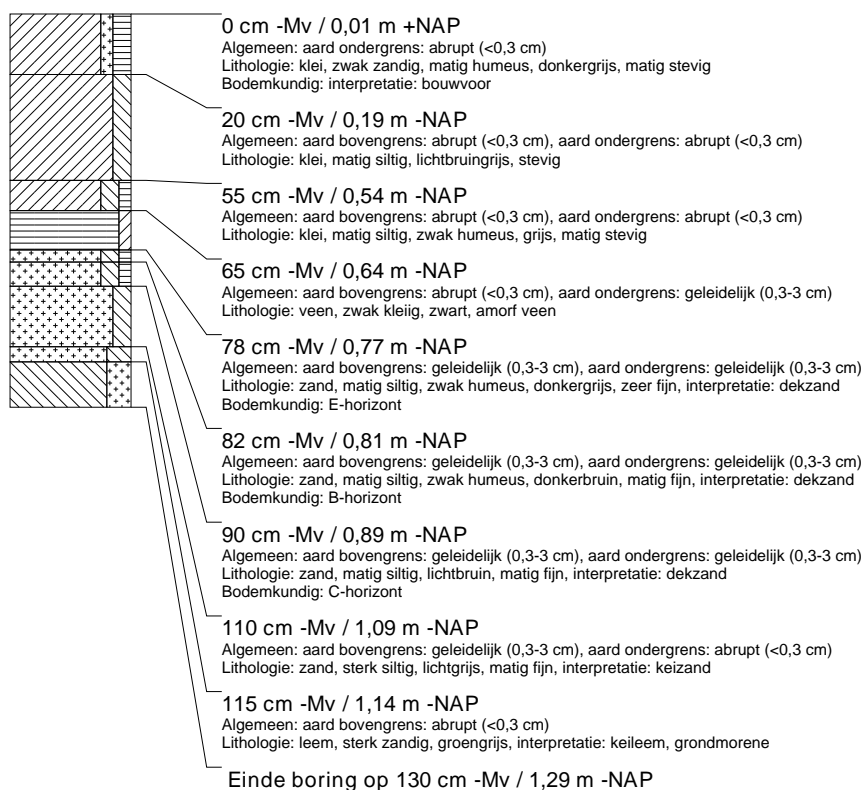 0 cm -Mv / 0,01 m +NAP
Algemeen: aard ondergrens: abrupt (<0,3 cm)
Lithologie: klei, zwak zandig, matig humeus, donkergrijs, matig stevig
Bodemkundig: interpretatie: bouwvoor
20 cm -Mv / 0,19 m -NAP
Algemeen: aard bovengrens: abrupt (<0,3 cm), aard ondergrens: abrupt (<0,3 cm)
Lithologie: klei, matig siltig, lichtbruingrijs, stevig
55 cm -Mv / 0,54 m -NAP
Algemeen: aard bovengrens: abrupt (<0,3 cm), aard ondergrens: abrupt (<0,3 cm)
Lithologie: klei, matig siltig, zwak humeus, grijs, matig stevig
65 cm -Mv / 0,64 m -NAP
Algemeen: aard bovengrens: abrupt (<0,3 cm), aard ondergrens: geleidelijk (0,3-3 cm)
Lithologie: veen, zwak kleiig, zwart, amorf veen
78 cm -Mv / 0,77 m -NAP
Algemeen: aard bovengrens: geleidelijk (0,3-3 cm), aard ondergrens: geleidelijk (0,3-3 cm)
Lithologie: zand, matig siltig, zwak humeus, donkergrijs, zeer fijn, interpretatie: dekzand
Bodemkundig: E-horizont
82 cm -Mv / 0,81 m -NAP
Algemeen: aard bovengrens: geleidelijk (0,3-3 cm), aard ondergrens: geleidelijk (0,3-3 cm)
Lithologie: zand, matig siltig, zwak humeus, donkerbruin, matig fijn, interpretatie: dekzand
Bodemkundig: B-horizont
90 cm -Mv / 0,89 m -NAP
Algemeen: aard bovengrens: geleidelijk (0,3-3 cm), aard ondergrens: geleidelijk (0,3-3 cm)
Lithologie: zand, matig siltig, lichtbruin, matig fijn, interpretatie: dekzand
Bodemkundig: C-horizont
110 cm -Mv / 1,09 m -NAP
Algemeen: aard bovengrens: geleidelijk (0,3-3 cm), aard ondergrens: abrupt (<0,3 cm)
Lithologie: zand, sterk siltig, lichtgrijs, matig fijn, interpretatie: keizand
115 cm -Mv / 1,14 m -NAP
Algemeen: aard bovengrens: abrupt (<0,3 cm)
Lithologie: leem, sterk zandig, groengrijs, interpretatie: keileem, grondmorene
Einde boring op 130 cm -Mv / 1,29 m -NAP